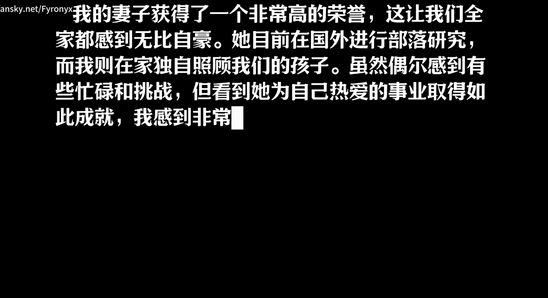 ansky.net/Fyronyx
我的妻子获得了一个非常高的荣誉，这让我们全
家都感到无比自豪。她目前在国外进行部落研究，
而我则在家独自照顾我们的孩子。虽然偶尔感到有
些忙碌和挑战，但看到她为自己热爱的事业取得如
此成就，我感到非常